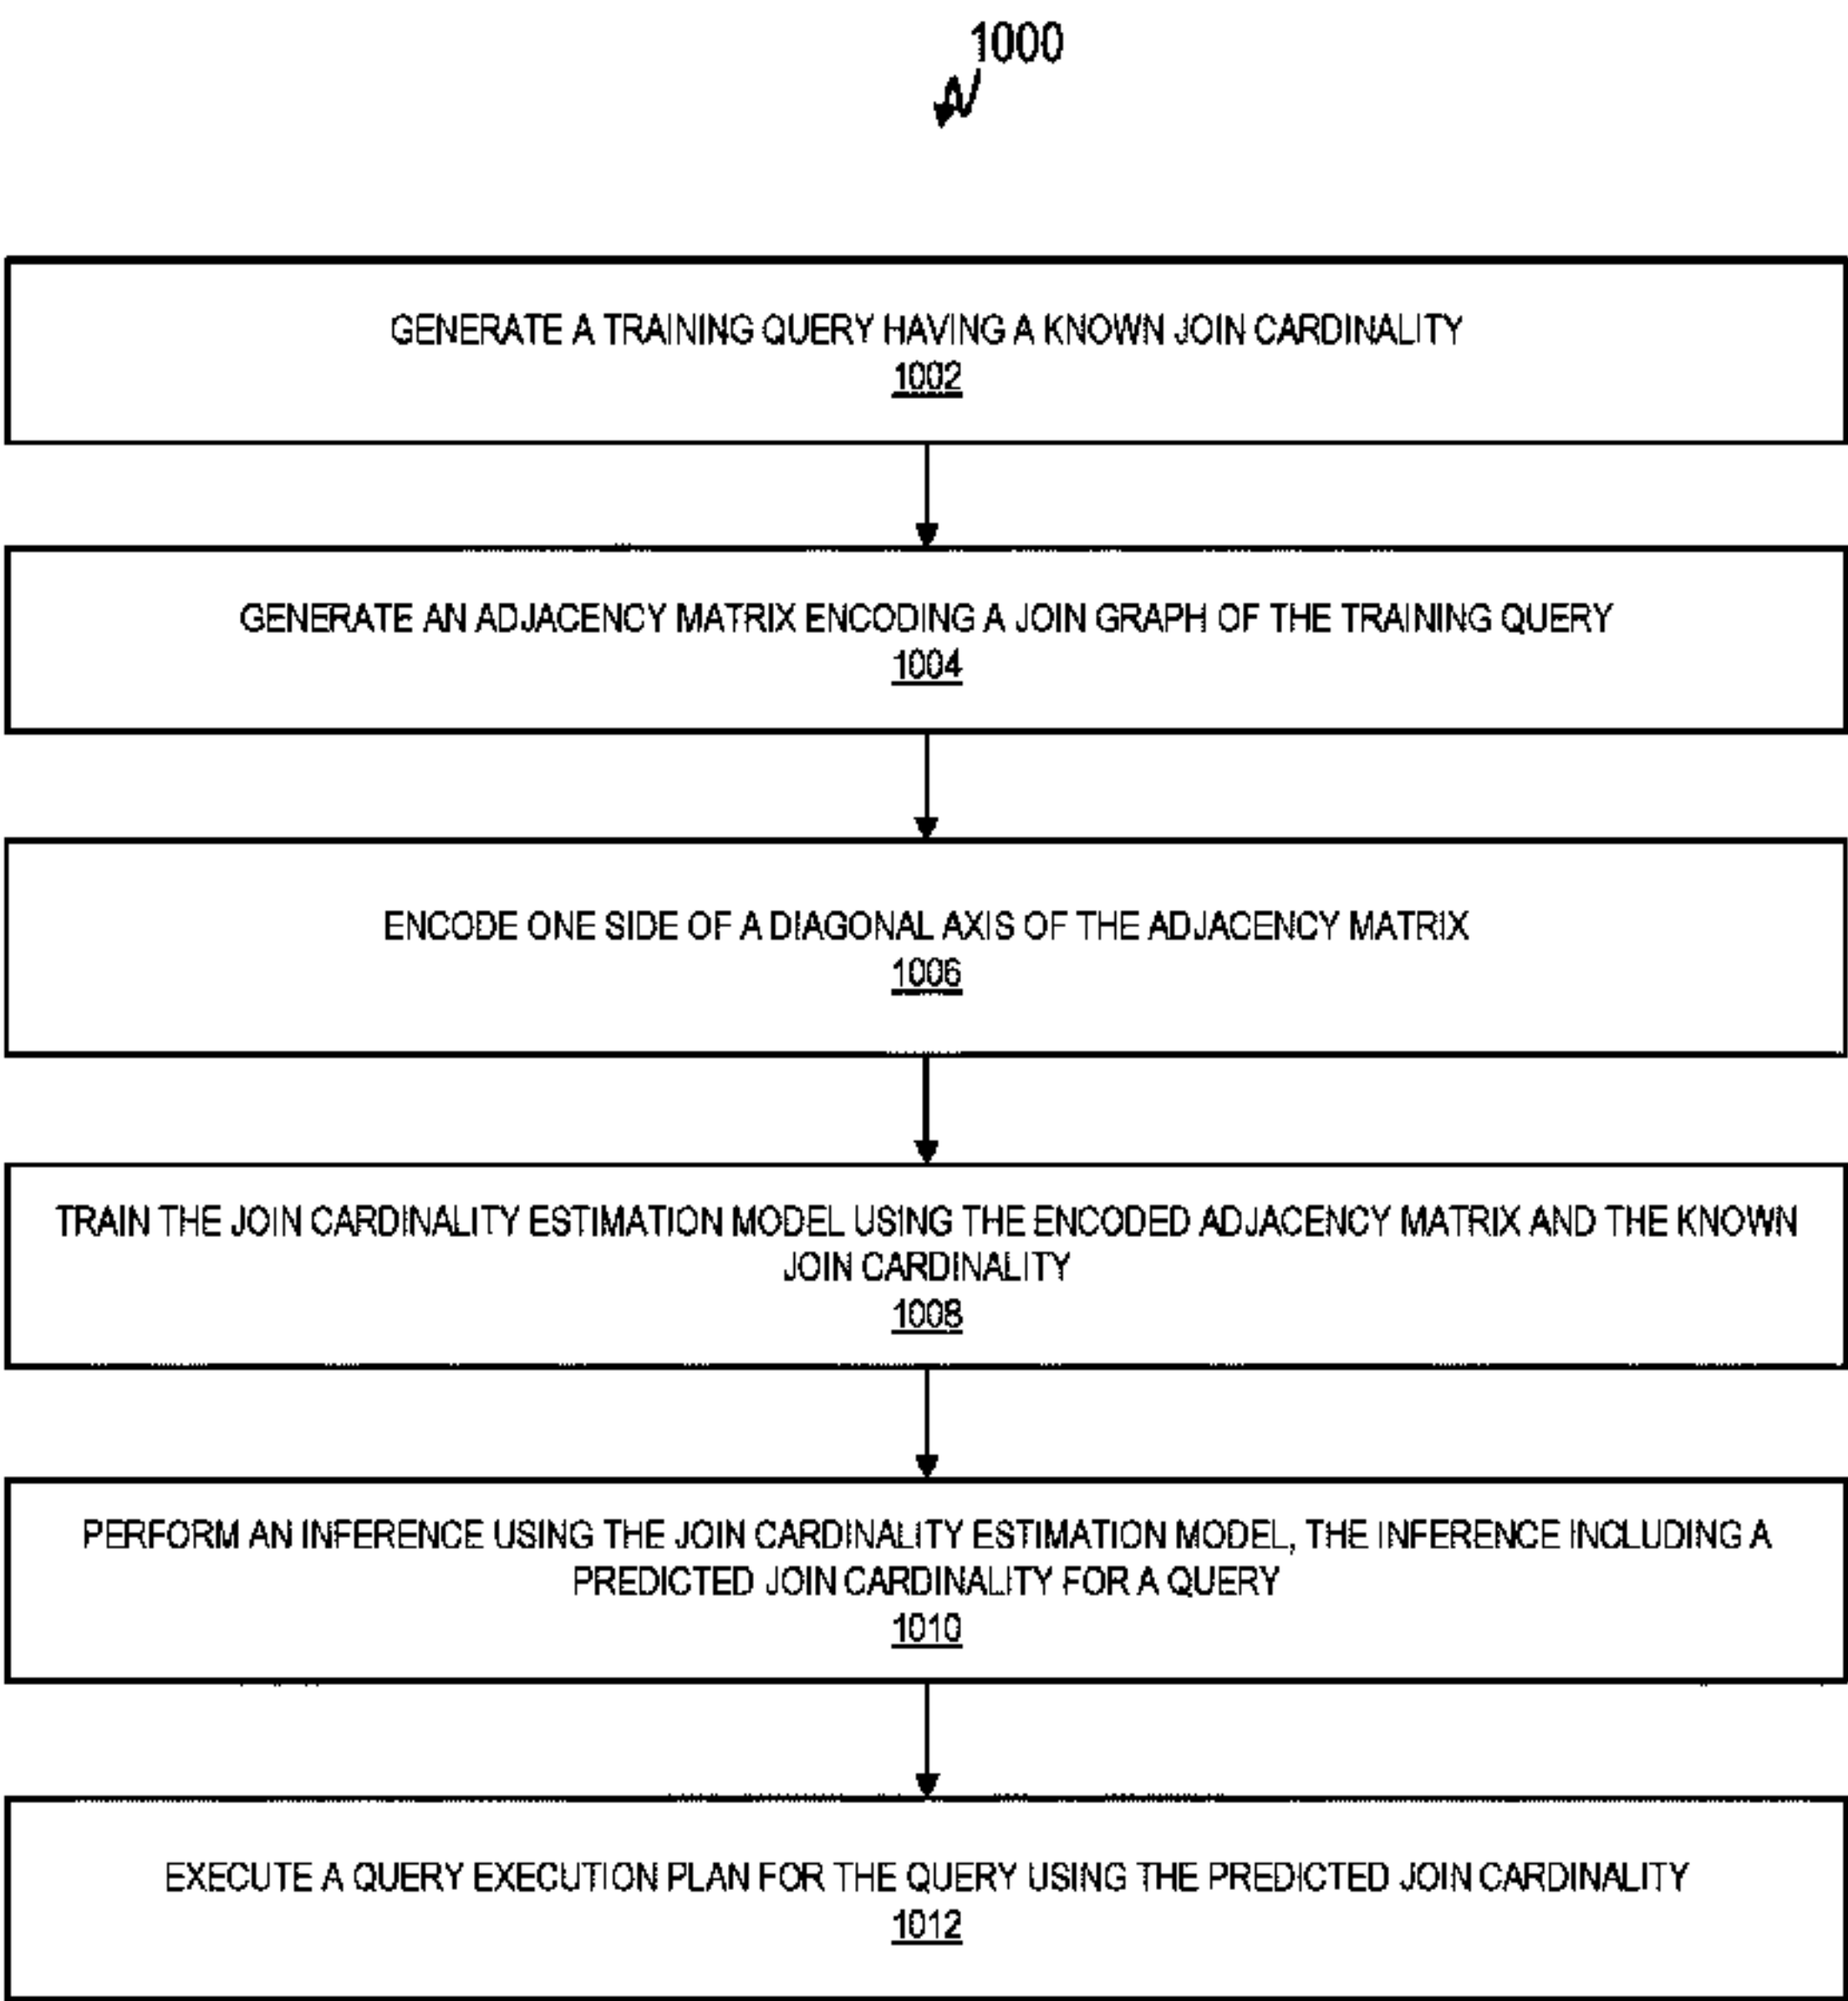 1000
GENERATE A TRAINING QUERY HAVING A KNOWN JOIN CARDINALITY
1002
GENERATE AN ADJACENCY MATRIX ENCODING A JOIN GRAPH OF THE TRAINING QUERY
1004
ENCODE ONE SIDE OF A DIAGONAL AXIS OF THE ADJACENCY MATRIX
1006
TRAIN THE JOIN CARDINALITY ESTIMATION MODEL USING THE ENCODED ADJACENCY MATRIX AND THE KNOWN
JOIN CARDINALITY
1008
PERFORM AN INFERENCE USING THE JOIN CARDINALITY ESTIMATION MODEL, THE INFERENCE INCLUDING A
PREDICTED JOIN CARDINALITY FOR A QUERY
1010
EXECUTE A QUERY EXECUTION PLAN FOR THE QUERY USING THE PREDICTED JOIN CARDINALITY
1012